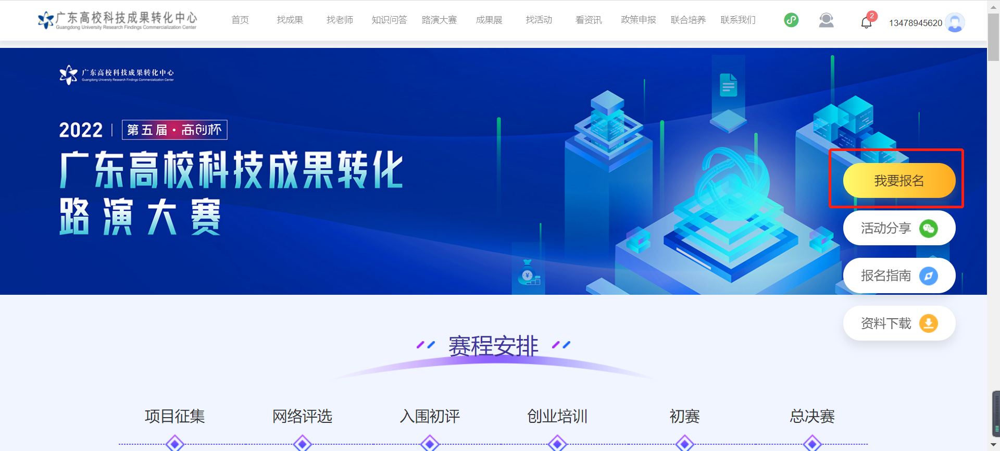 广东高校科技成果转化中心
Guangdong University Research Findings Commercialization Center
首页 找成果 找老师 知识问答 路演大赛 成果展 找活动 看资讯 政策申报 联合培养 联系我们
2
13478945620
广东高校科技成果转化中心
Guangdong University Research Findings Commercialization Center
2022 | 第五届·高创杯
广东高校科技成果转化
路演大赛
我要报名
活动分享
报名指南
资料下载
赛程安排
项目征集 网络评选 入围初评 创业培训 初赛 总决赛